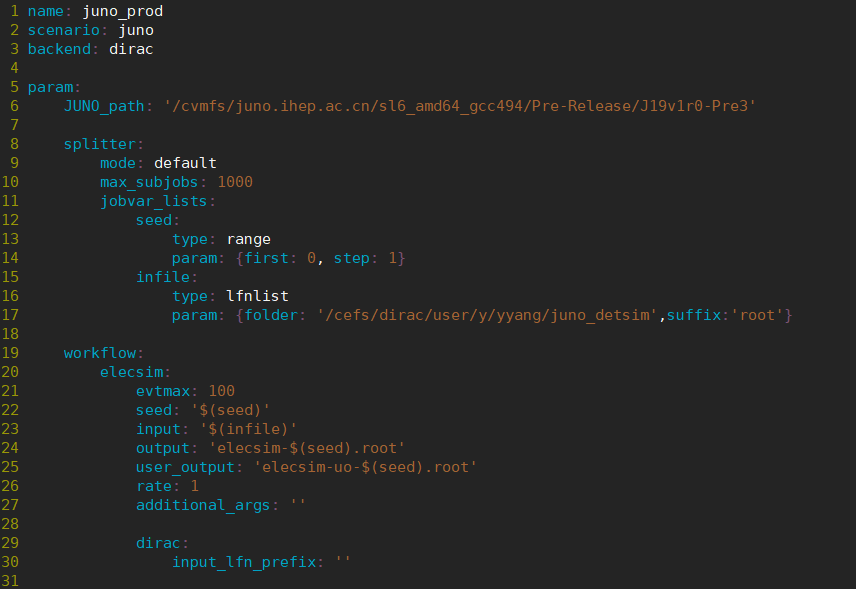 1 name: juno_prod
2 scenario: juno
3 backend: dirac
4
5 param:
6     JUNO_path: '/cvmfs/juno.ihep.ac.cn/sl6_amd64_gcc494/Pre-Release/J19v1r0-Pre3'
7
8     splitter:
9         mode: default
10         max_subjobs: 1000
11         jobvar_lists:
12             seed:
13                 type: range
14                 param: {first: 0, step: 1}
15             infile:
16                 type: lfnlist
17                 param: {folder: '/cefs/dirac/user/y/yyang/juno_detsim',suffix:'root'}
18
19     workflow:
20         elecsim:
21             evtmax: 100
22             seed: '$(seed)'
23             input: '$(infile)'
24             output: 'elecsim-$(seed).root'
25             user_output: 'elecsim-uo-$(seed).root'
26             rate: 1
27             additional_args: ''
28
29             dirac:
30                 input_lfn_prefix: ''
31